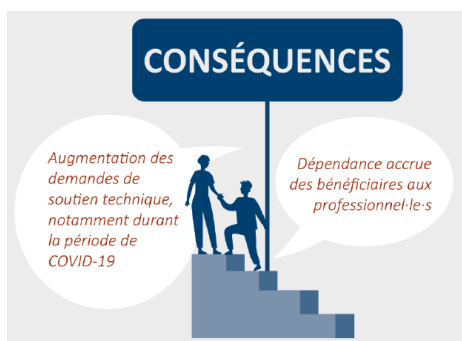 CONSÉQUENCES
Augmentation des
demandes de
soutien technique,
notamment durant
la période de
COVID-19
Dépendance accrue
des bénéficiaires aux
professionnel·le·s